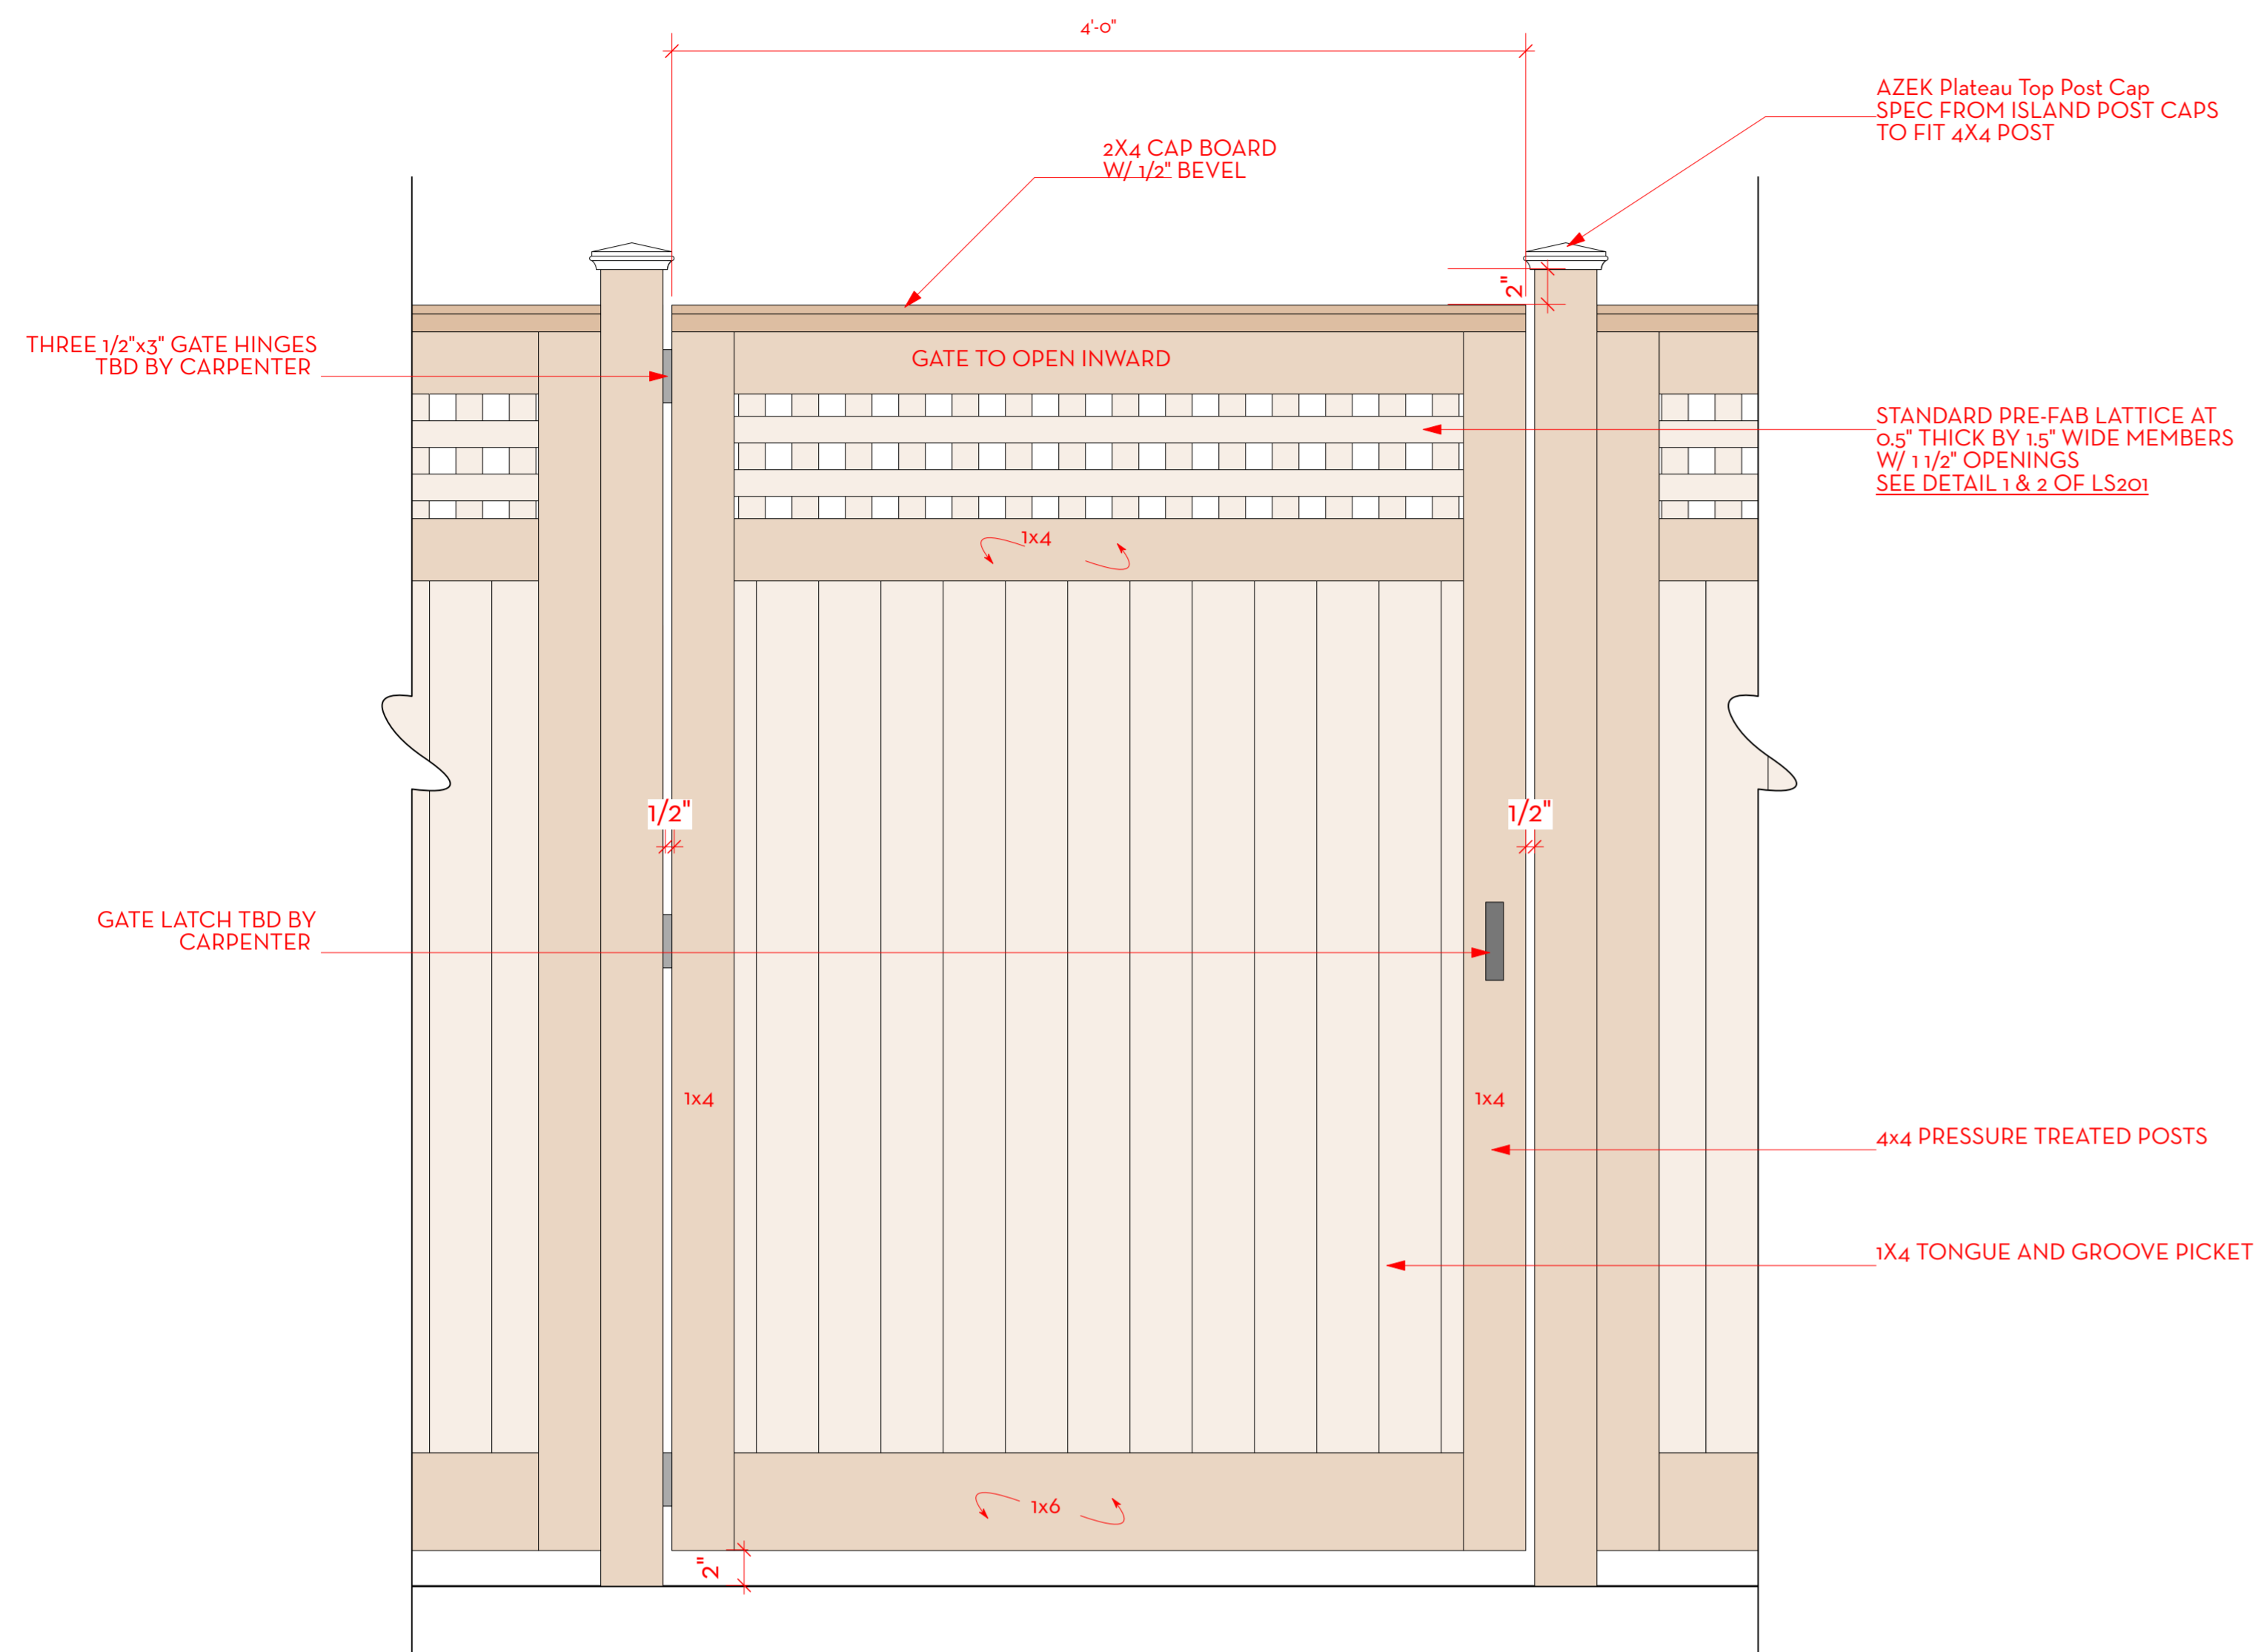 4'-0"
AZEK Plateau Top Post Cap
SPEC FROM ISLAND POST CAPS
TO FIT 4X4 POST
2X4 CAP BOARD
W/ 1/2" BEVEL
2"
THREE 1/2"x3" GATE HINGES
TBD BY CARPENTER
GATE TO OPEN INWARD
STANDARD PRE-FAB LATTICE AT
0.5" THICK BY 1.5" WIDE MEMBERS
W/ 1 1/2" OPENINGS
SEE DETAIL 1 & 2 OF LS201
1x4
1/2"
1/2"
GATE LATCH TBD BY
CARPENTER
1x4
1x4
4x4 PRESSURE TREATED POSTS
1X4 TONGUE AND GROOVE PICKET
1x6
2"